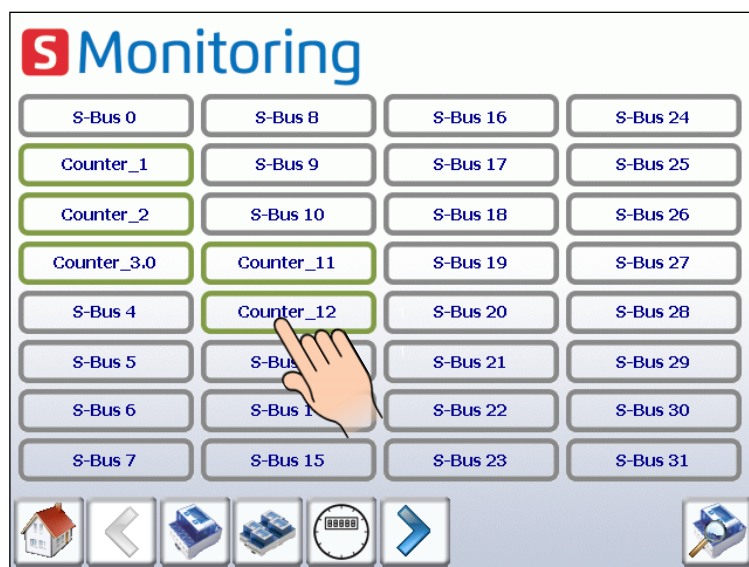 S Monitoring
S-Bus 0 S-Bus 8 S-Bus 16 S-Bus 24
Counter_1 S-Bus 9 S-Bus 17 S-Bus 25
Counter_2 S-Bus 10 S-Bus 18 S-Bus 26
Counter_3.0 Counter_11 S-Bus 19 S-Bus 27
S-Bus 4 Counter_12 S-Bus 20 S-Bus 28
S-Bus 5 S-Bus 21 S-Bus 29
S-Bus 6 S-Bus S-Bus 22 S-Bus 30
S-Bus 7 S-Bus 15 S-Bus 23 S-Bus 31